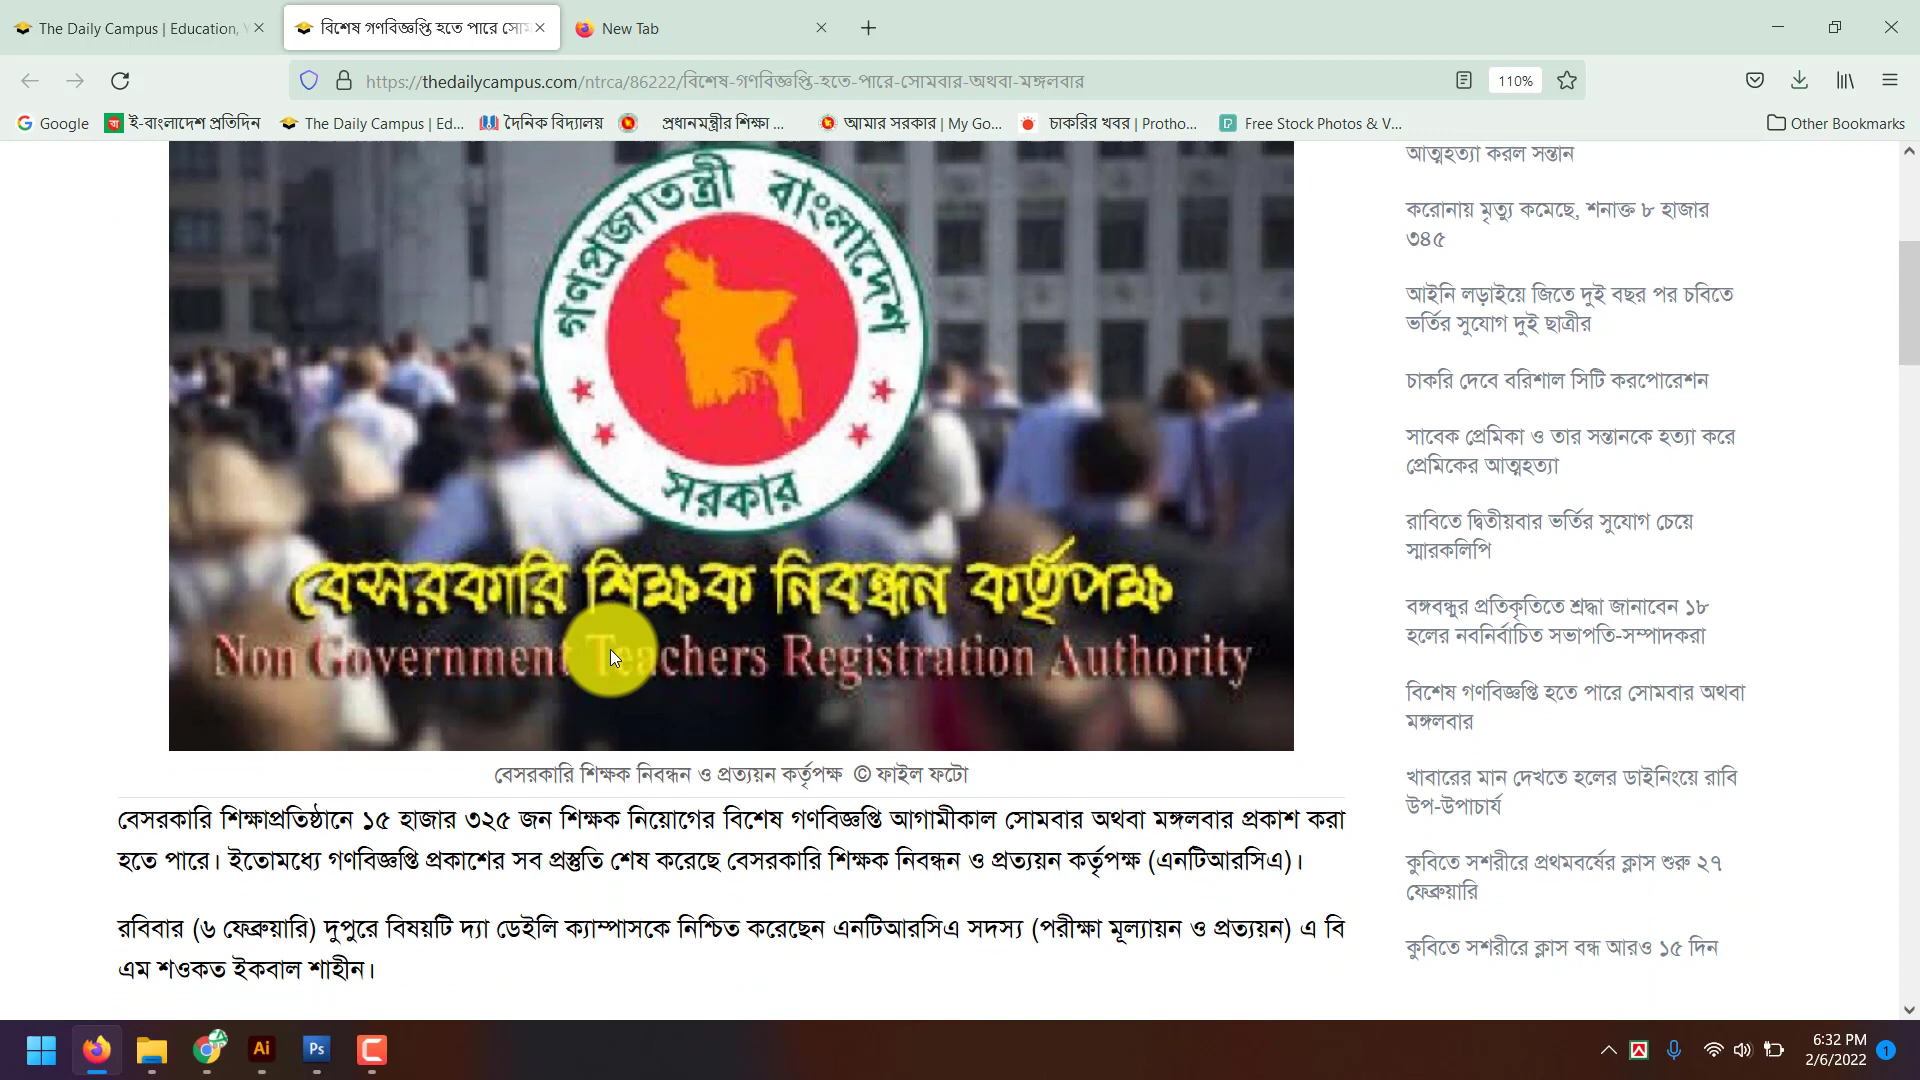 The Daily Campus | Education, Y
বিশেষ গণবিজ্ঞপ্তি হতে পারে সোম
New Tab
https://thedailycampus.com/ntrca/86222/বিশেষ-গণবিজ্ঞপ্তি-হতে-পারে-সোমবার-অথবা-মঙ্গলবার
110%
Google
বা ই-বাংলাদেশ প্রতিদিন
The Daily Campus | Ed...
দৈনিক বিদ্যালয়
প্রধানমন্ত্রীর শিক্ষা ...
আমার সরকার | My Go...
চাকরির খবর | Protho...
Free Stock Photos & V...
Other Bookmarks
গণপ্রজাতন্ত্রী বাংলাদেশ
সরকার
বেসরকারি শিক্ষক নিবন্ধন কর্তৃপক্ষ
Non Government Teachers Registration Authority
বেসরকারি শিক্ষক নিবন্ধন ও প্রত্যয়ন কর্তৃপক্ষ © ফাইল ফটো
বেসরকারি শিক্ষাপ্রতিষ্ঠানে ১৫ হাজার ৩২৫ জন শিক্ষক নিয়োগের বিশেষ গণবিজ্ঞপ্তি আগামীকাল সোমবার অথবা মঙ্গলবার প্রকাশ করা
হতে পারে। ইতোমধ্যে গণবিজ্ঞপ্তি প্রকাশের সব প্রস্তুতি শেষ করেছে বেসরকারি শিক্ষক নিবন্ধন ও প্রত্যয়ন কর্তৃপক্ষ (এনটিআরসিএ)।
রবিবার (৬ ফেব্রুয়ারি) দুপুরে বিষয়টি দ্যা ডেইলি ক্যাম্পাসকে নিশ্চিত করেছেন এনটিআরসিএ সদস্য (পরীক্ষা মূল্যায়ন ও প্রত্যয়ন) এ বি
এম শওকত ইকবাল শাহীন।
আত্মহত্যা করল সন্তান
করোনায় মৃত্যু কমেছে, শনাক্ত ৮ হাজার
৩৪৫
আইনি লড়াইয়ে জিতে দুই বছর পর চবিতে
ভর্তির সুযোগ দুই ছাত্রীর
চাকরি দেবে বরিশাল সিটি করপোরেশন
সাবেক প্রেমিকা ও তার সন্তানকে হত্যা করে
প্রেমিকের আত্মহত্যা
রাবিতে দ্বিতীয়বার ভর্তির সুযোগ চেয়ে
স্মারকলিপি
বঙ্গবন্ধুর প্রতিকৃতিতে শ্রদ্ধা জানাবেন ১৮
হলের নবনির্বাচিত সভাপতি-সম্পাদকরা
বিশেষ গণবিজ্ঞপ্তি হতে পারে সোমবার অথবা
মঙ্গলবার
খাবারের মান দেখতে হলের ডাইনিংয়ে রাবি
উপ-উপাচার্য
কুবিতে সশরীরে প্রথমবর্ষের ক্লাস শুরু ২৭
ফেব্রুয়ারি
কুবিতে সশরীরে ক্লাস বন্ধ আরও ১৫ দিন
Ai
Ps
6:32 PM
2/6/2022
1